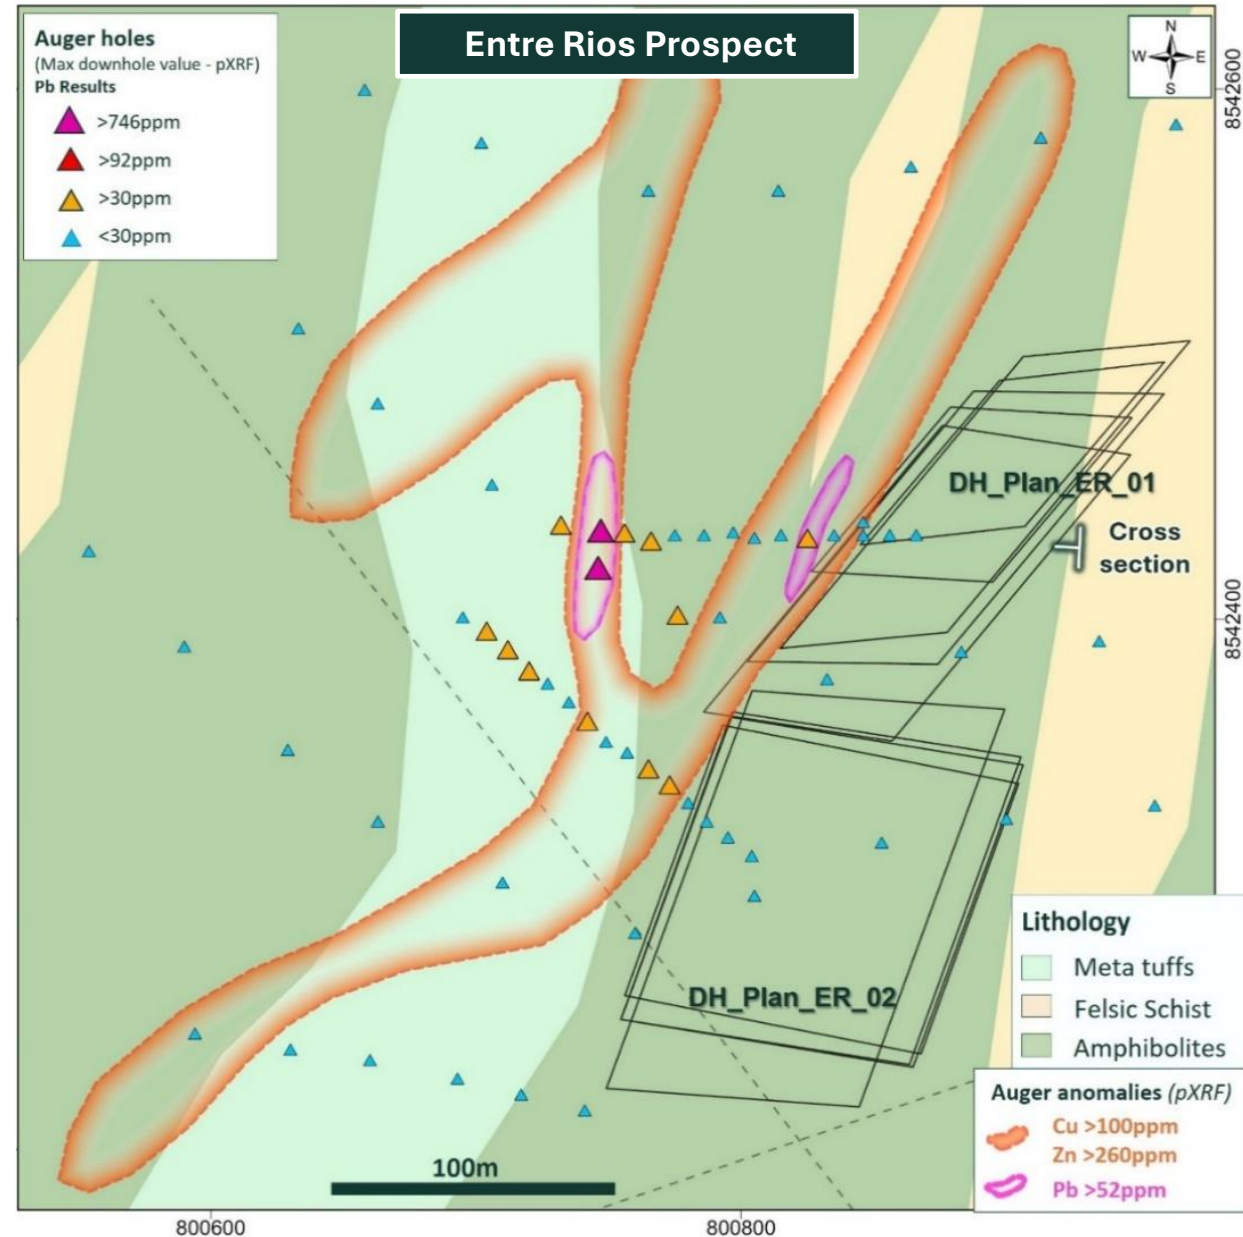 Entre Rios Prospect
Auger holes
(Max downhole value - pXRF)
Pb Results
>746ppm
>92ppm
>30ppm
<30ppm
N
W E
S
8542600
DH_Plan_ER_01
Cross
section
8542400
DH_Plan_ER_02
Lithology
Meta tuffs
Felsic Schist
Amphibolites
Auger anomalies (pXRF)
Cu >100ppm
Zn >260ppm
Pb >52ppm
100m
800600
800800